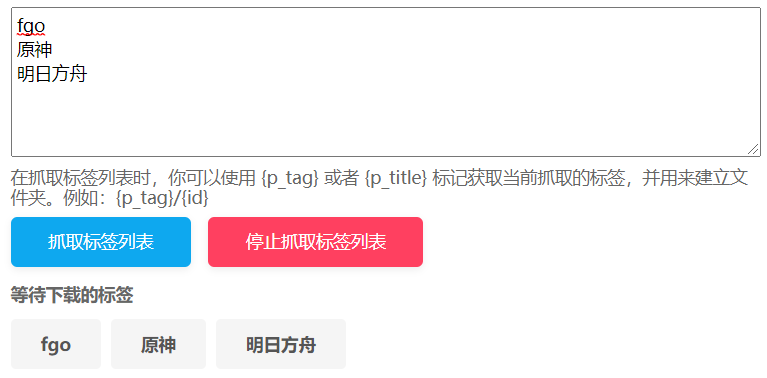 fgo
原神
明日方舟
在抓取标签列表时，你可以使用 {p_tag} 或者 {p_title} 标记获取当前抓取的标签，并用来建立文
件夹。例如：{p_tag}/{id}
抓取标签列表 停止抓取标签列表
等待下载的标签
fgo 原神 明日方舟